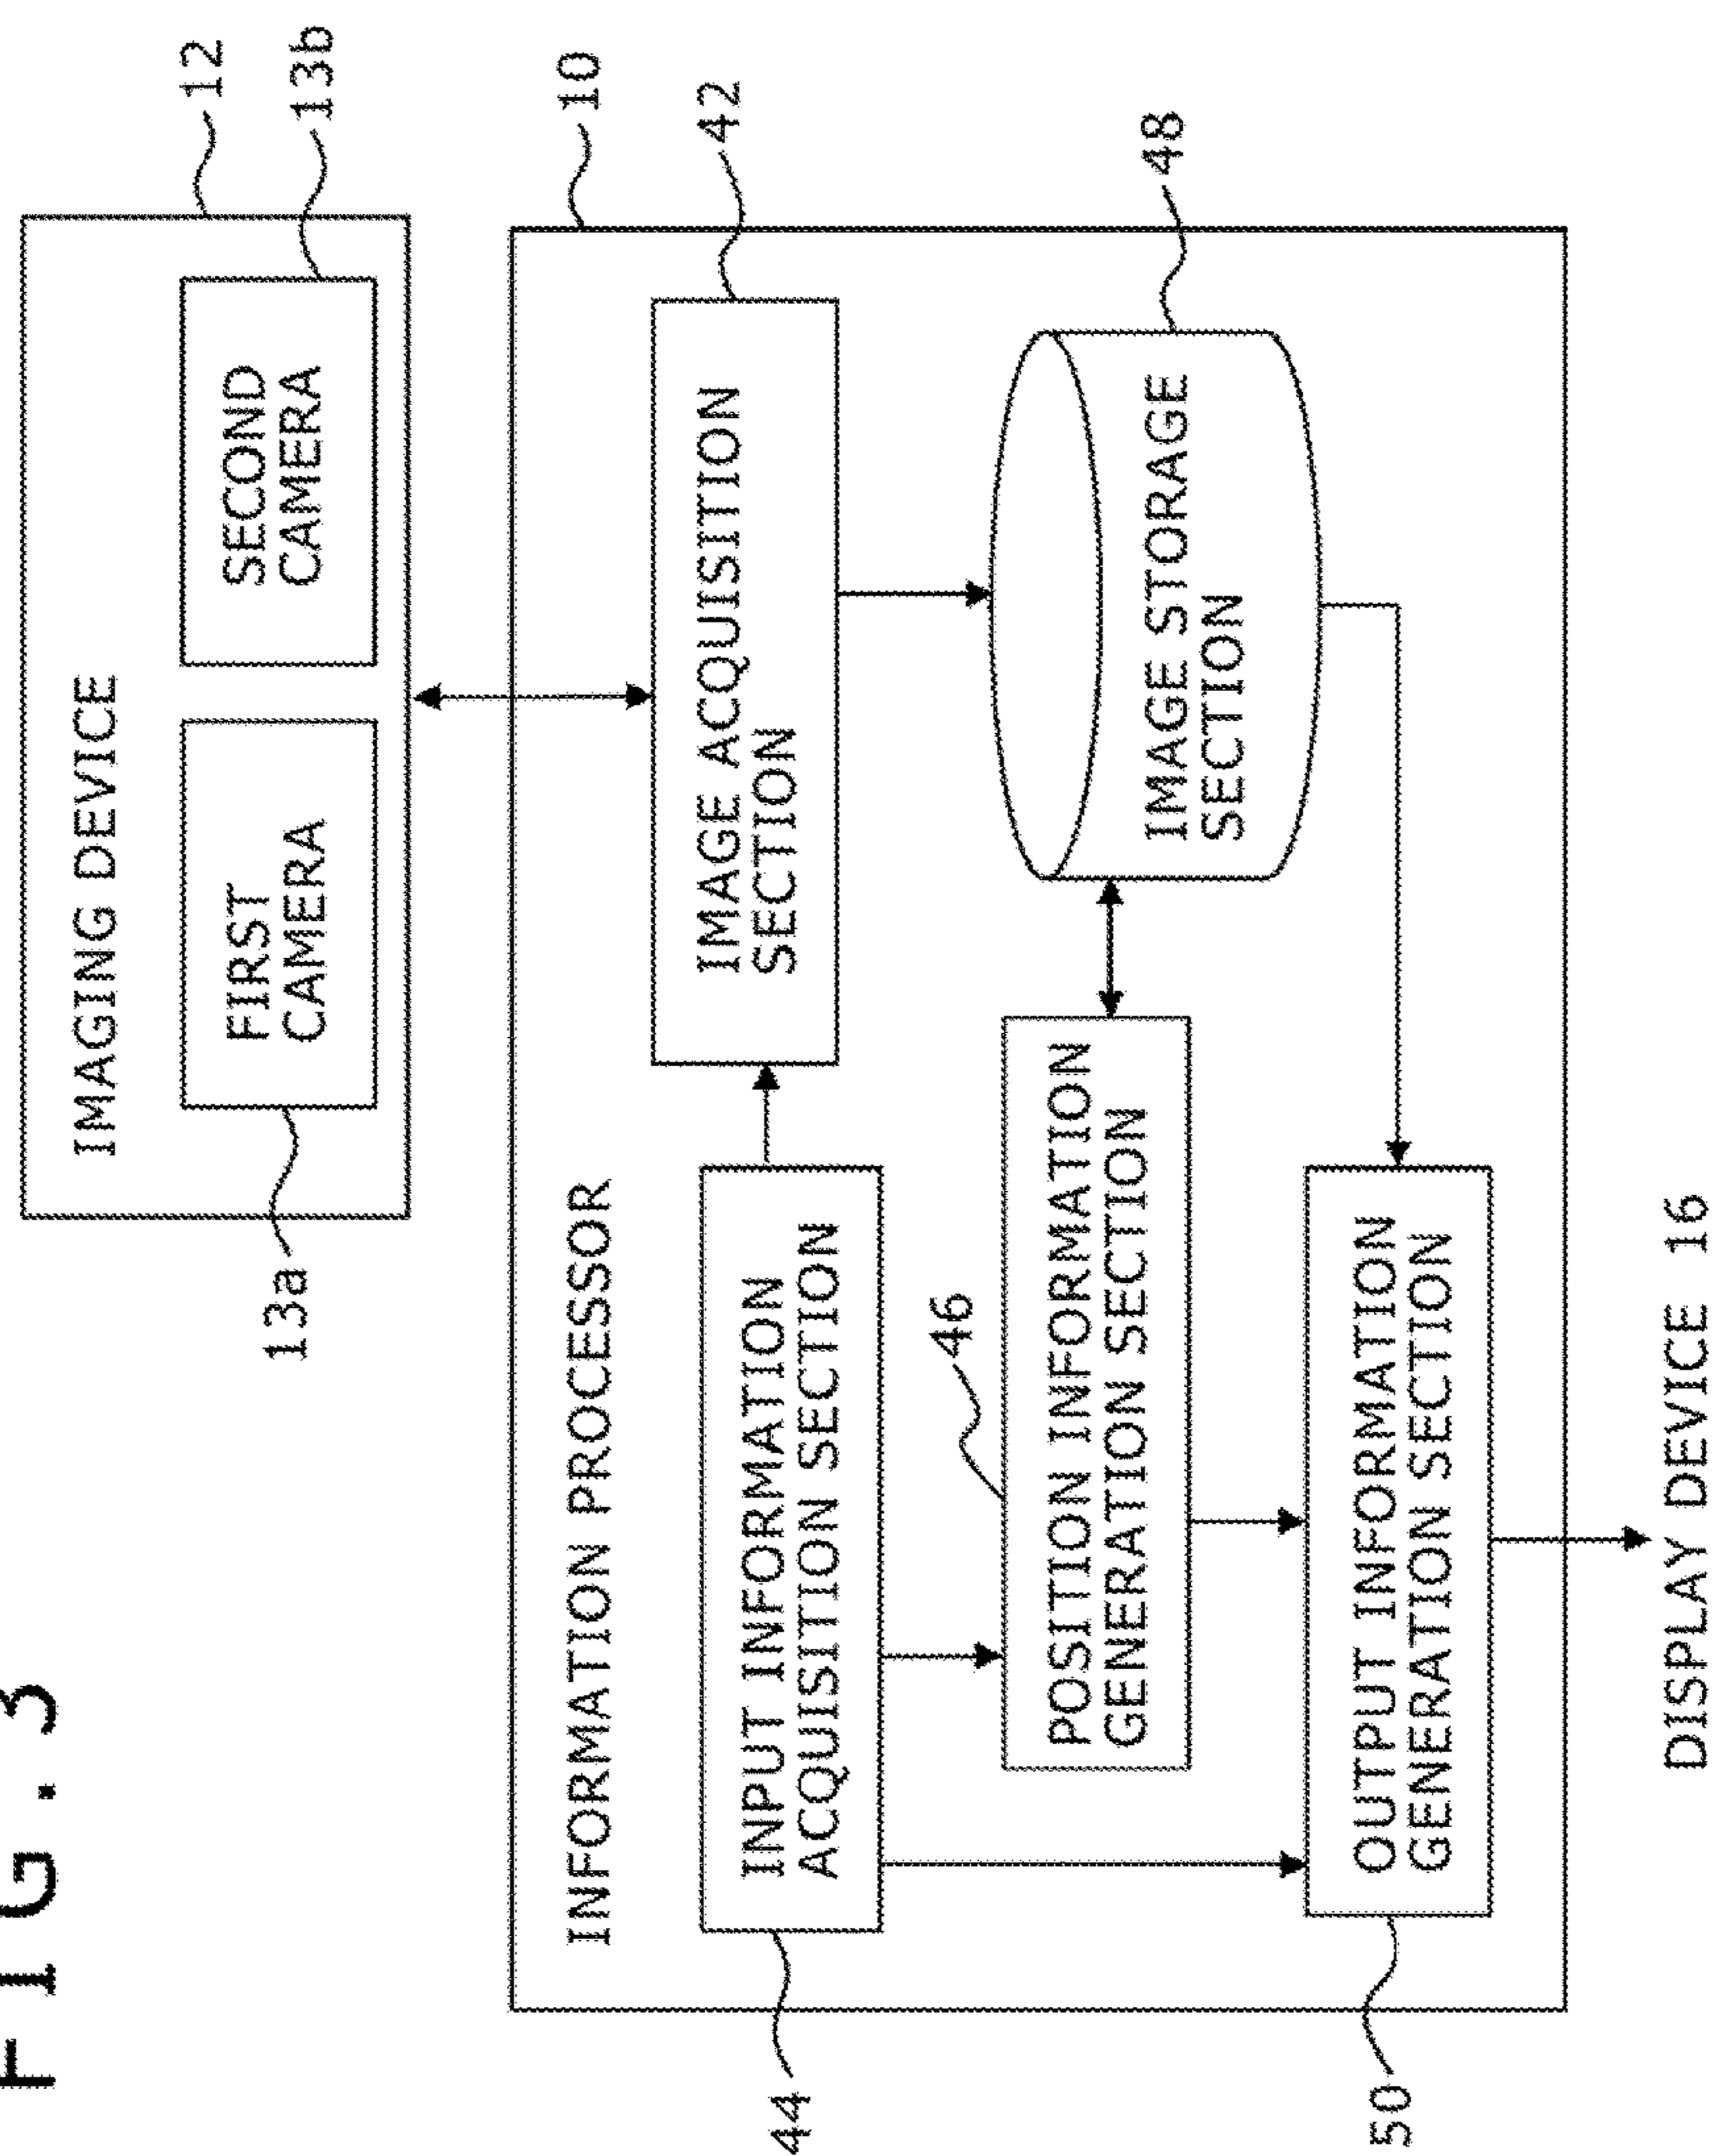 FIG. 3
IMAGING DEVICE
12
FIRST
CAMERA
SECOND
CAMERA
13a
13b
INFORMATION PROCESSOR
10
INPUT INFORMATION
ACQUISITION SECTION
44
IMAGE ACQUISITION
SECTION
42
46
POSITION INFORMATION
GENERATION SECTION
IMAGE STORAGE
SECTION
48
OUTPUT INFORMATION
GENERATION SECTION
50
DISPLAY DEVICE 16